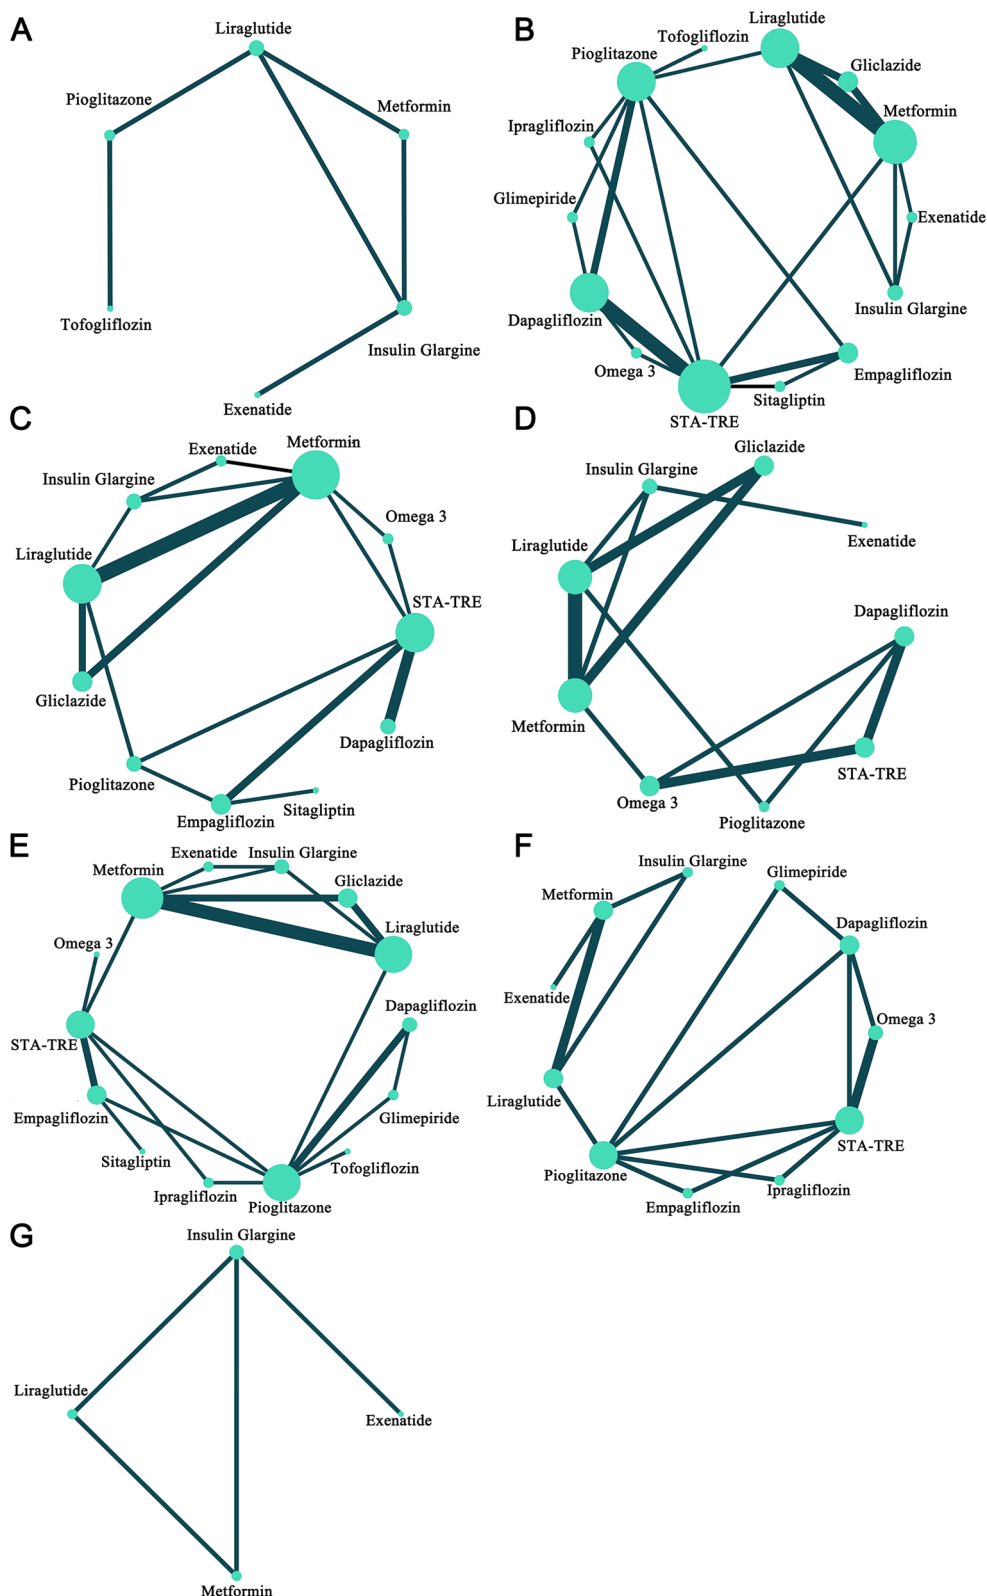 A
Liraglutide
Pioglitazone
Metformin
Tofogliflozin
Insulin Glargine
Exenatide
B
Liraglutide
Tofogliflozin
Pioglitazone
Gliclazide
Metformin
Ipragliflozin
Glimepiride
Exenatide
Dapagliflozin
Insulin Glargine
Omega 3
Empagliflozin
Sitagliptin
STA-TRE
C
Metformin
Exenatide
Insulin Glargine
Omega 3
Liraglutide
STA-TRE
Gliclazide
Dapagliflozin
Pioglitazone
Sitagliptin
Empagliflozin
D
Gliclazide
Insulin Glargine
Exenatide
Liraglutide
Dapagliflozin
Metformin
STA-TRE
Omega 3
Pioglitazone
E
Exenatide
Insulin Glargine
Metformin
Gliclazide
Liraglutide
Omega 3
Dapagliflozin
STA-TRE
Empagliflozin
Glimepiride
Sitagliptin
Tofogliflozin
Ipragliflozin
Pioglitazone
F
Insulin Glargine
Glimepiride
Metformin
Dapagliflozin
Exenatide
Omega 3
Liraglutide
STA-TRE
Pioglitazone
Ipragliflozin
Empagliflozin
G
Insulin Glargine
Liraglutide
Exenatide
Metformin